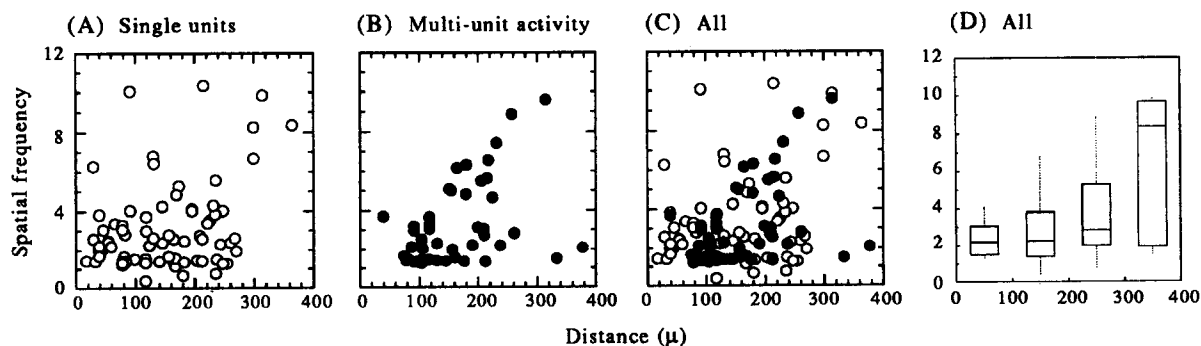 (A) Single units
(B) Multi-unit activity
(C) All
(D) All
Spatial frequency
12
8
4
0
0 100 200 300 400
0 100 200 300 400
0 100 200 300 400
12
10
8
6
4
2
0
0 100 200 300 400
Distance (μ)